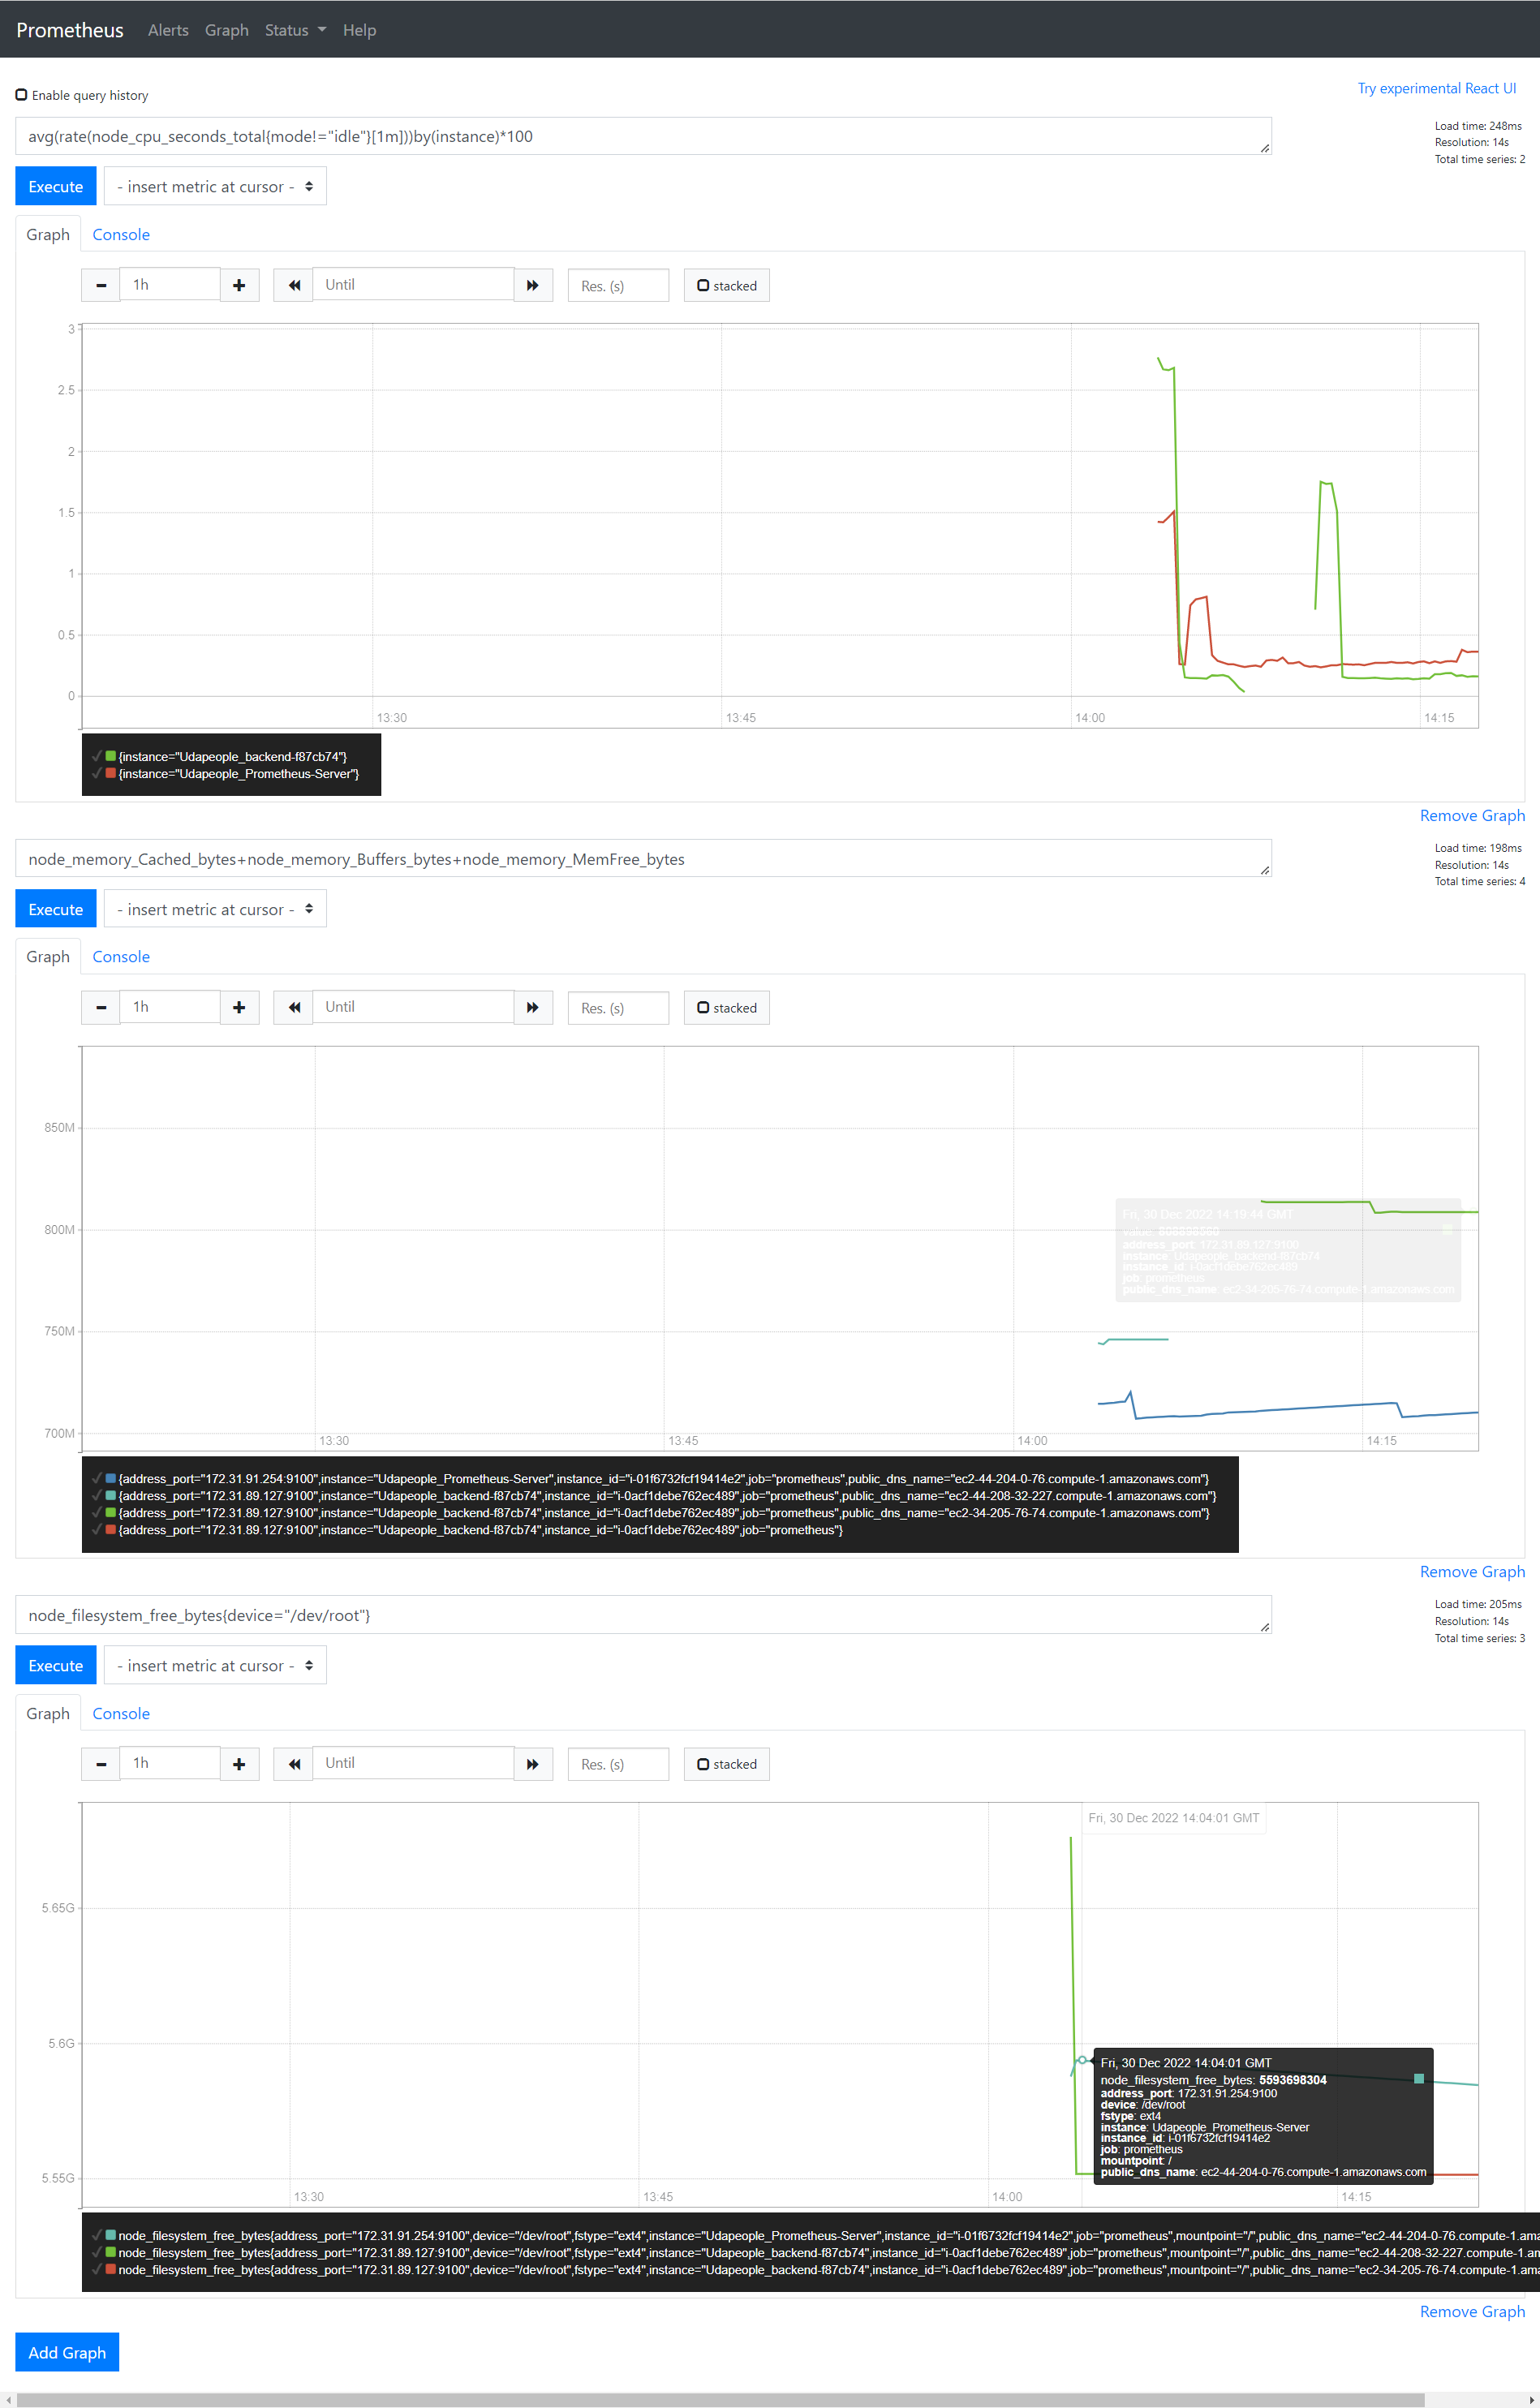 Prometheus Alerts Graph Status Help
Enable query history
Try experimental React UI
avg(rate(node_cpu_seconds_total{mode!="idle"}[1m]))by(instance)*100
Load time: 248ms
Resolution: 14s
Total time series: 2
Execute - insert metric at cursor -
Graph Console
1h Until Res. (s) stacked
3
2.5
2
1.5
1
0.5
0
13:30 13:45 14:00 14:15
{instance="Udapeople_backend-f87cb74"}
{instance="Udapeople_Prometheus-Server"}
Remove Graph
node_memory_Cached_bytes+node_memory_Buffers_bytes+node_memory_MemFree_bytes
Load time: 198ms
Resolution: 14s
Total time series: 4
Execute - insert metric at cursor -
Graph Console
1h Until Res. (s) stacked
850M
800M
750M
700M
Fri, 30 Dec 2022 14:19:44 GMT
value:
address_port: 172.31.89.127:9100
instance: Udapeople_backend-f87cb74
instance_id: i-0acf1debe762ec489
job: prometheus
public_dns_name: ec2-34-205-76-74.compute-1.amazonaws.com
13:30 13:45 14:00 14:15
{address_port="172.31.91.254:9100",instance="Udapeople_Prometheus-Server",instance_id="i-01f6732fcf19414e2",job="prometheus",public_dns_name="ec2-44-204-0-76.compute-1.amazonaws.com"}
{address_port="172.31.89.127:9100",instance="Udapeople_backend-f87cb74",instance_id="i-0acf1debe762ec489",job="prometheus",public_dns_name="ec2-44-208-32-227.compute-1.amazonaws.com"}
{address_port="172.31.89.127:9100",instance="Udapeople_backend-f87cb74",instance_id="i-0acf1debe762ec489",job="prometheus",public_dns_name="ec2-34-205-76-74.compute-1.amazonaws.com"}
{address_port="172.31.89.127:9100",instance="Udapeople_backend-f87cb74",instance_id="i-0acf1debe762ec489",job="prometheus"}
Remove Graph
node_filesystem_free_bytes{device="/dev/root"}
Load time: 205ms
Resolution: 14s
Total time series: 3
Execute - insert metric at cursor -
Graph Console
1h Until Res. (s) stacked
Fri, 30 Dec 2022 14:04:01 GMT
5.65G
5.6G
5.55G
Fri, 30 Dec 2022 14:04:01 GMT
node_filesystem_free_bytes: 5593698304
address_port: 172.31.91.254:9100
device: /dev/root
fstype: ext4
instance: Udapeople_Prometheus-Server
instance_id: i-01f6732fcf19414e2
job: prometheus
mountpoint: /
public_dns_name: ec2-44-204-0-76.compute-1.amazonaws.com
13:30 13:45 14:00 14:15
node_filesystem_free_bytes{address_port="172.31.91.254:9100",device="/dev/root",fstype="ext4",instance="Udapeople_Prometheus-Server",instance_id="i-01f6732fcf19414e2",job="prometheus",mountpoint="/",public_dns_name="ec2-44-204-0-76.compute-1.ama
node_filesystem_free_bytes{address_port="172.31.89.127:9100",device="/dev/root",fstype="ext4",instance="Udapeople_backend-f87cb74",instance_id="i-0acf1debe762ec489",job="prometheus",mountpoint="/",public_dns_name="ec2-44-208-32-227.compute-1.am
node_filesystem_free_bytes{address_port="172.31.89.127:9100",device="/dev/root",fstype="ext4",instance="Udapeople_backend-f87cb74",instance_id="i-0acf1debe762ec489",job="prometheus",mountpoint="/",public_dns_name="ec2-34-205-76-74.compute-1.ama
Remove Graph
Add Graph